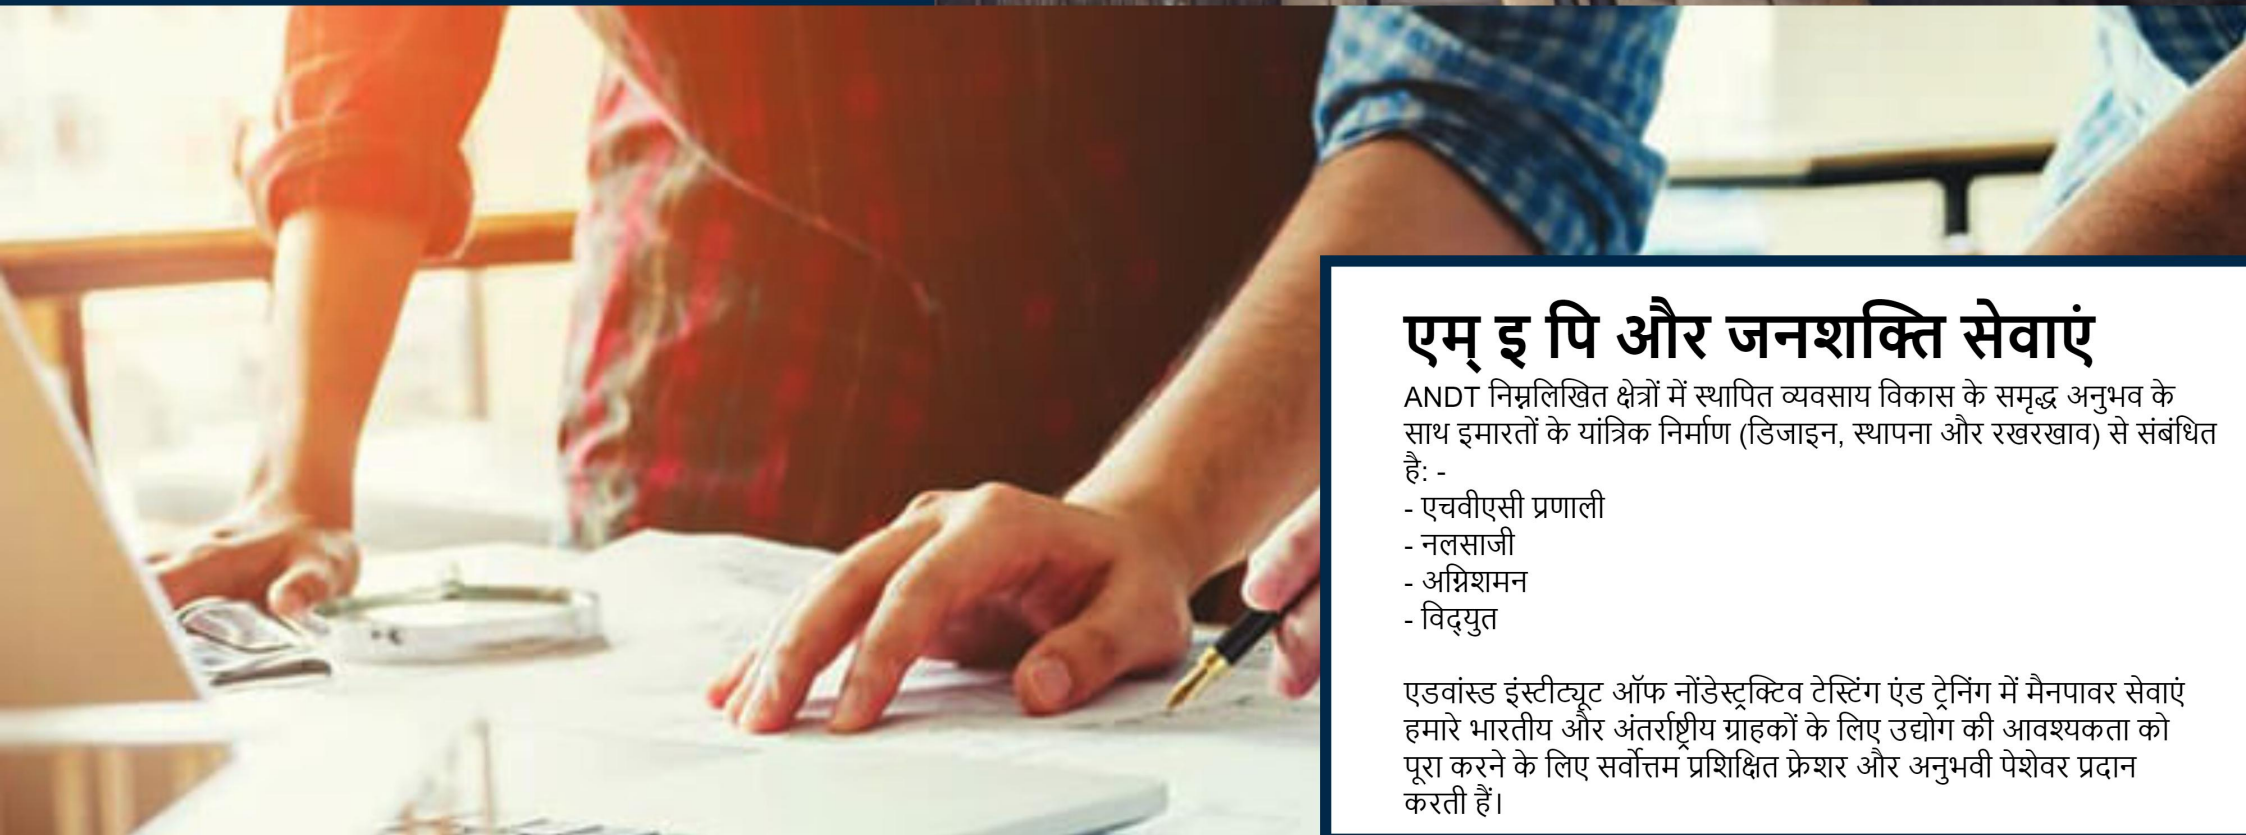 एम् इ पि और जनशक्ति सेवाएं
ANDT निम्नलिखित क्षेत्रों में स्थापित व्यवसाय विकास के समृद्ध अनुभव के
साथ इमारतों के यांत्रिक निर्माण (डिजाइन, स्थापना और रखरखाव) से संबंधित
है: -
- एचवीएसी प्रणाली
- नलसाजी
- अग्निशमन
- विद्युत
एडवांस्ड इंस्टीट्यूट ऑफ नोंडेस्ट्रक्टिव टेस्टिंग एंड ट्रेनिंग में मैनपावर सेवाएं
हमारे भारतीय और अंतर्राष्ट्रीय ग्राहकों के लिए उद्योग की आवश्यकता को
पूरा करने के लिए सर्वोत्तम प्रशिक्षित फ्रेशर और अनुभवी पेशेवर प्रदान
करती हैं।